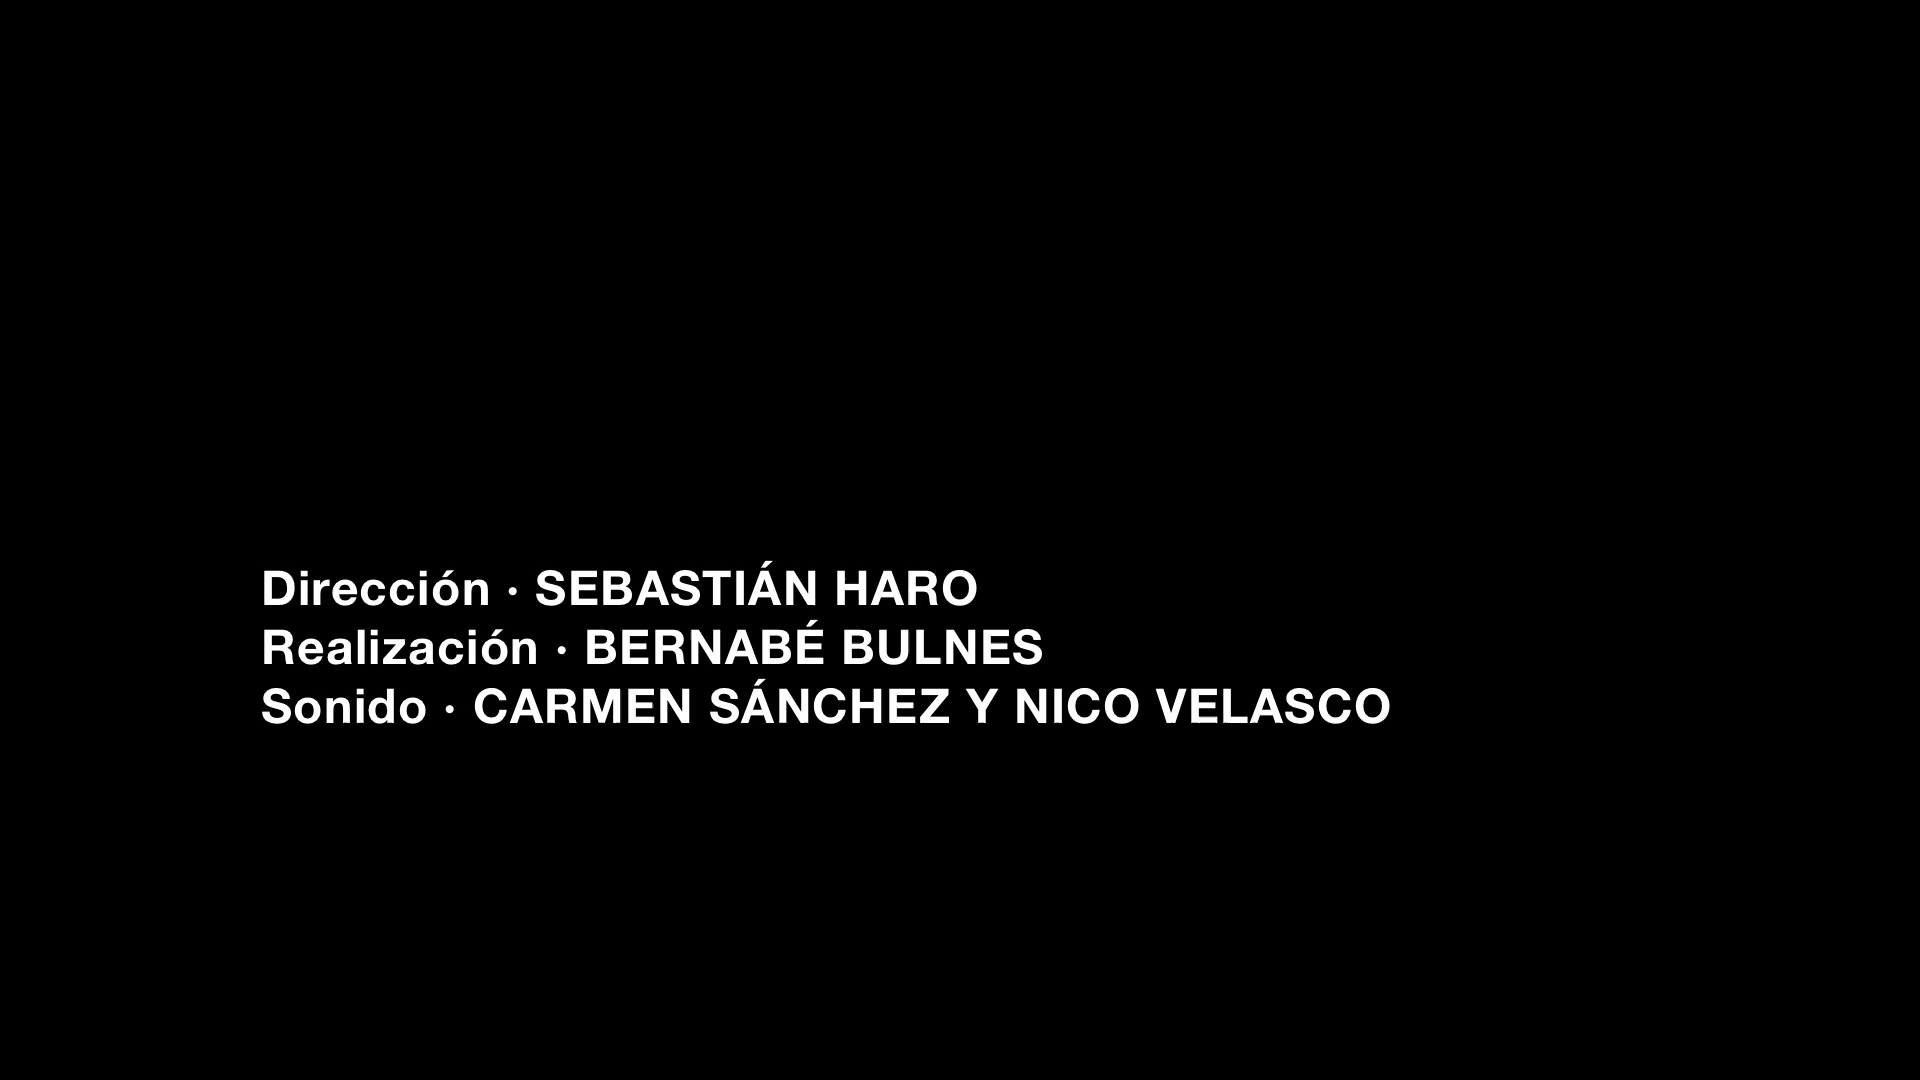 Dirección · SEBASTIÁN HARO
Realización · BERNABÉ BULNES
Sonido · CARMEN SÁNCHEZ Y NICO VELASCO